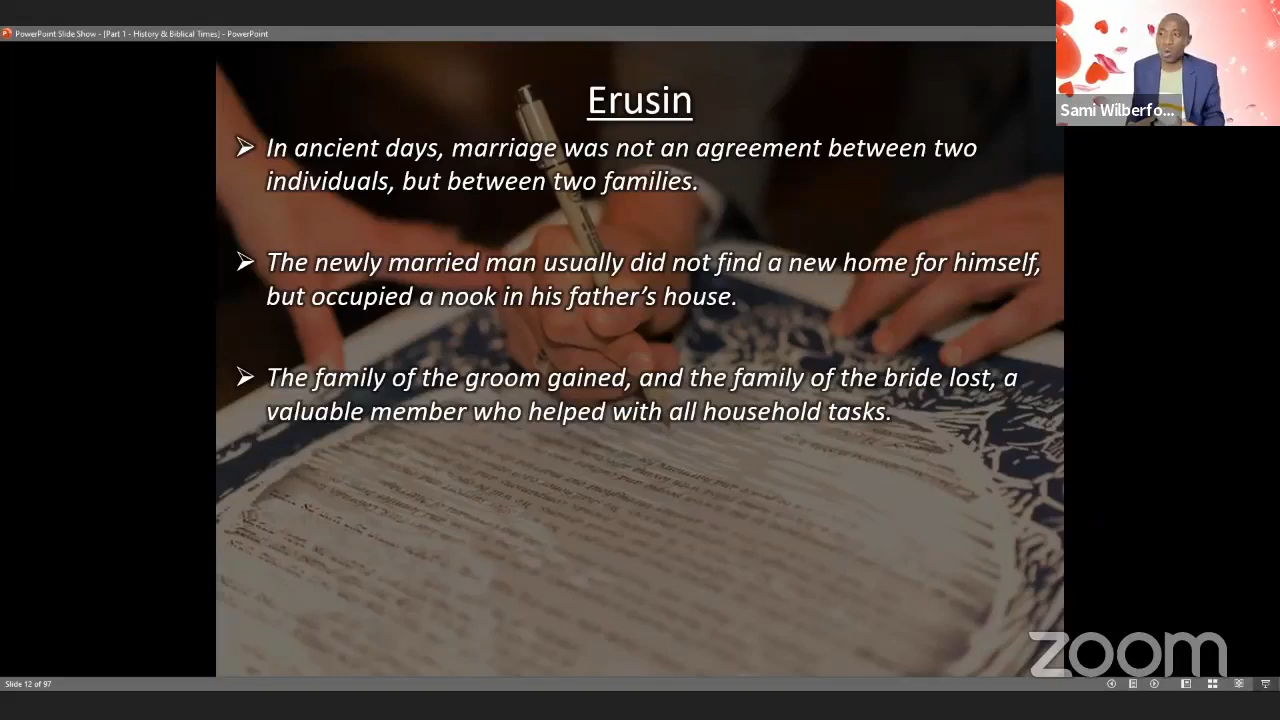 PowerPoint Slide Show - [Part 1 - History & Biblical Times] - PowerPoint
Sami Wilberfo...
Erusin
➢ In ancient days, marriage was not an agreement between two
individuals, but between two families.
➢ The newly married man usually did not find a new home for himself,
but occupied a nook in his father’s house.
➢ The family of the groom gained, and the family of the bride lost, a
valuable member who helped with all household tasks.
zoom
Slide 12 of 97